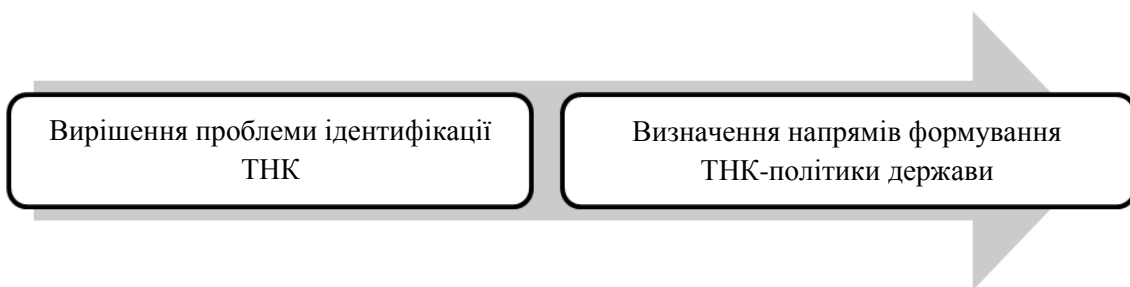 Вирішення проблеми ідентифікації
ТНК
Визначення напрямів формування
ТНК-політики держави